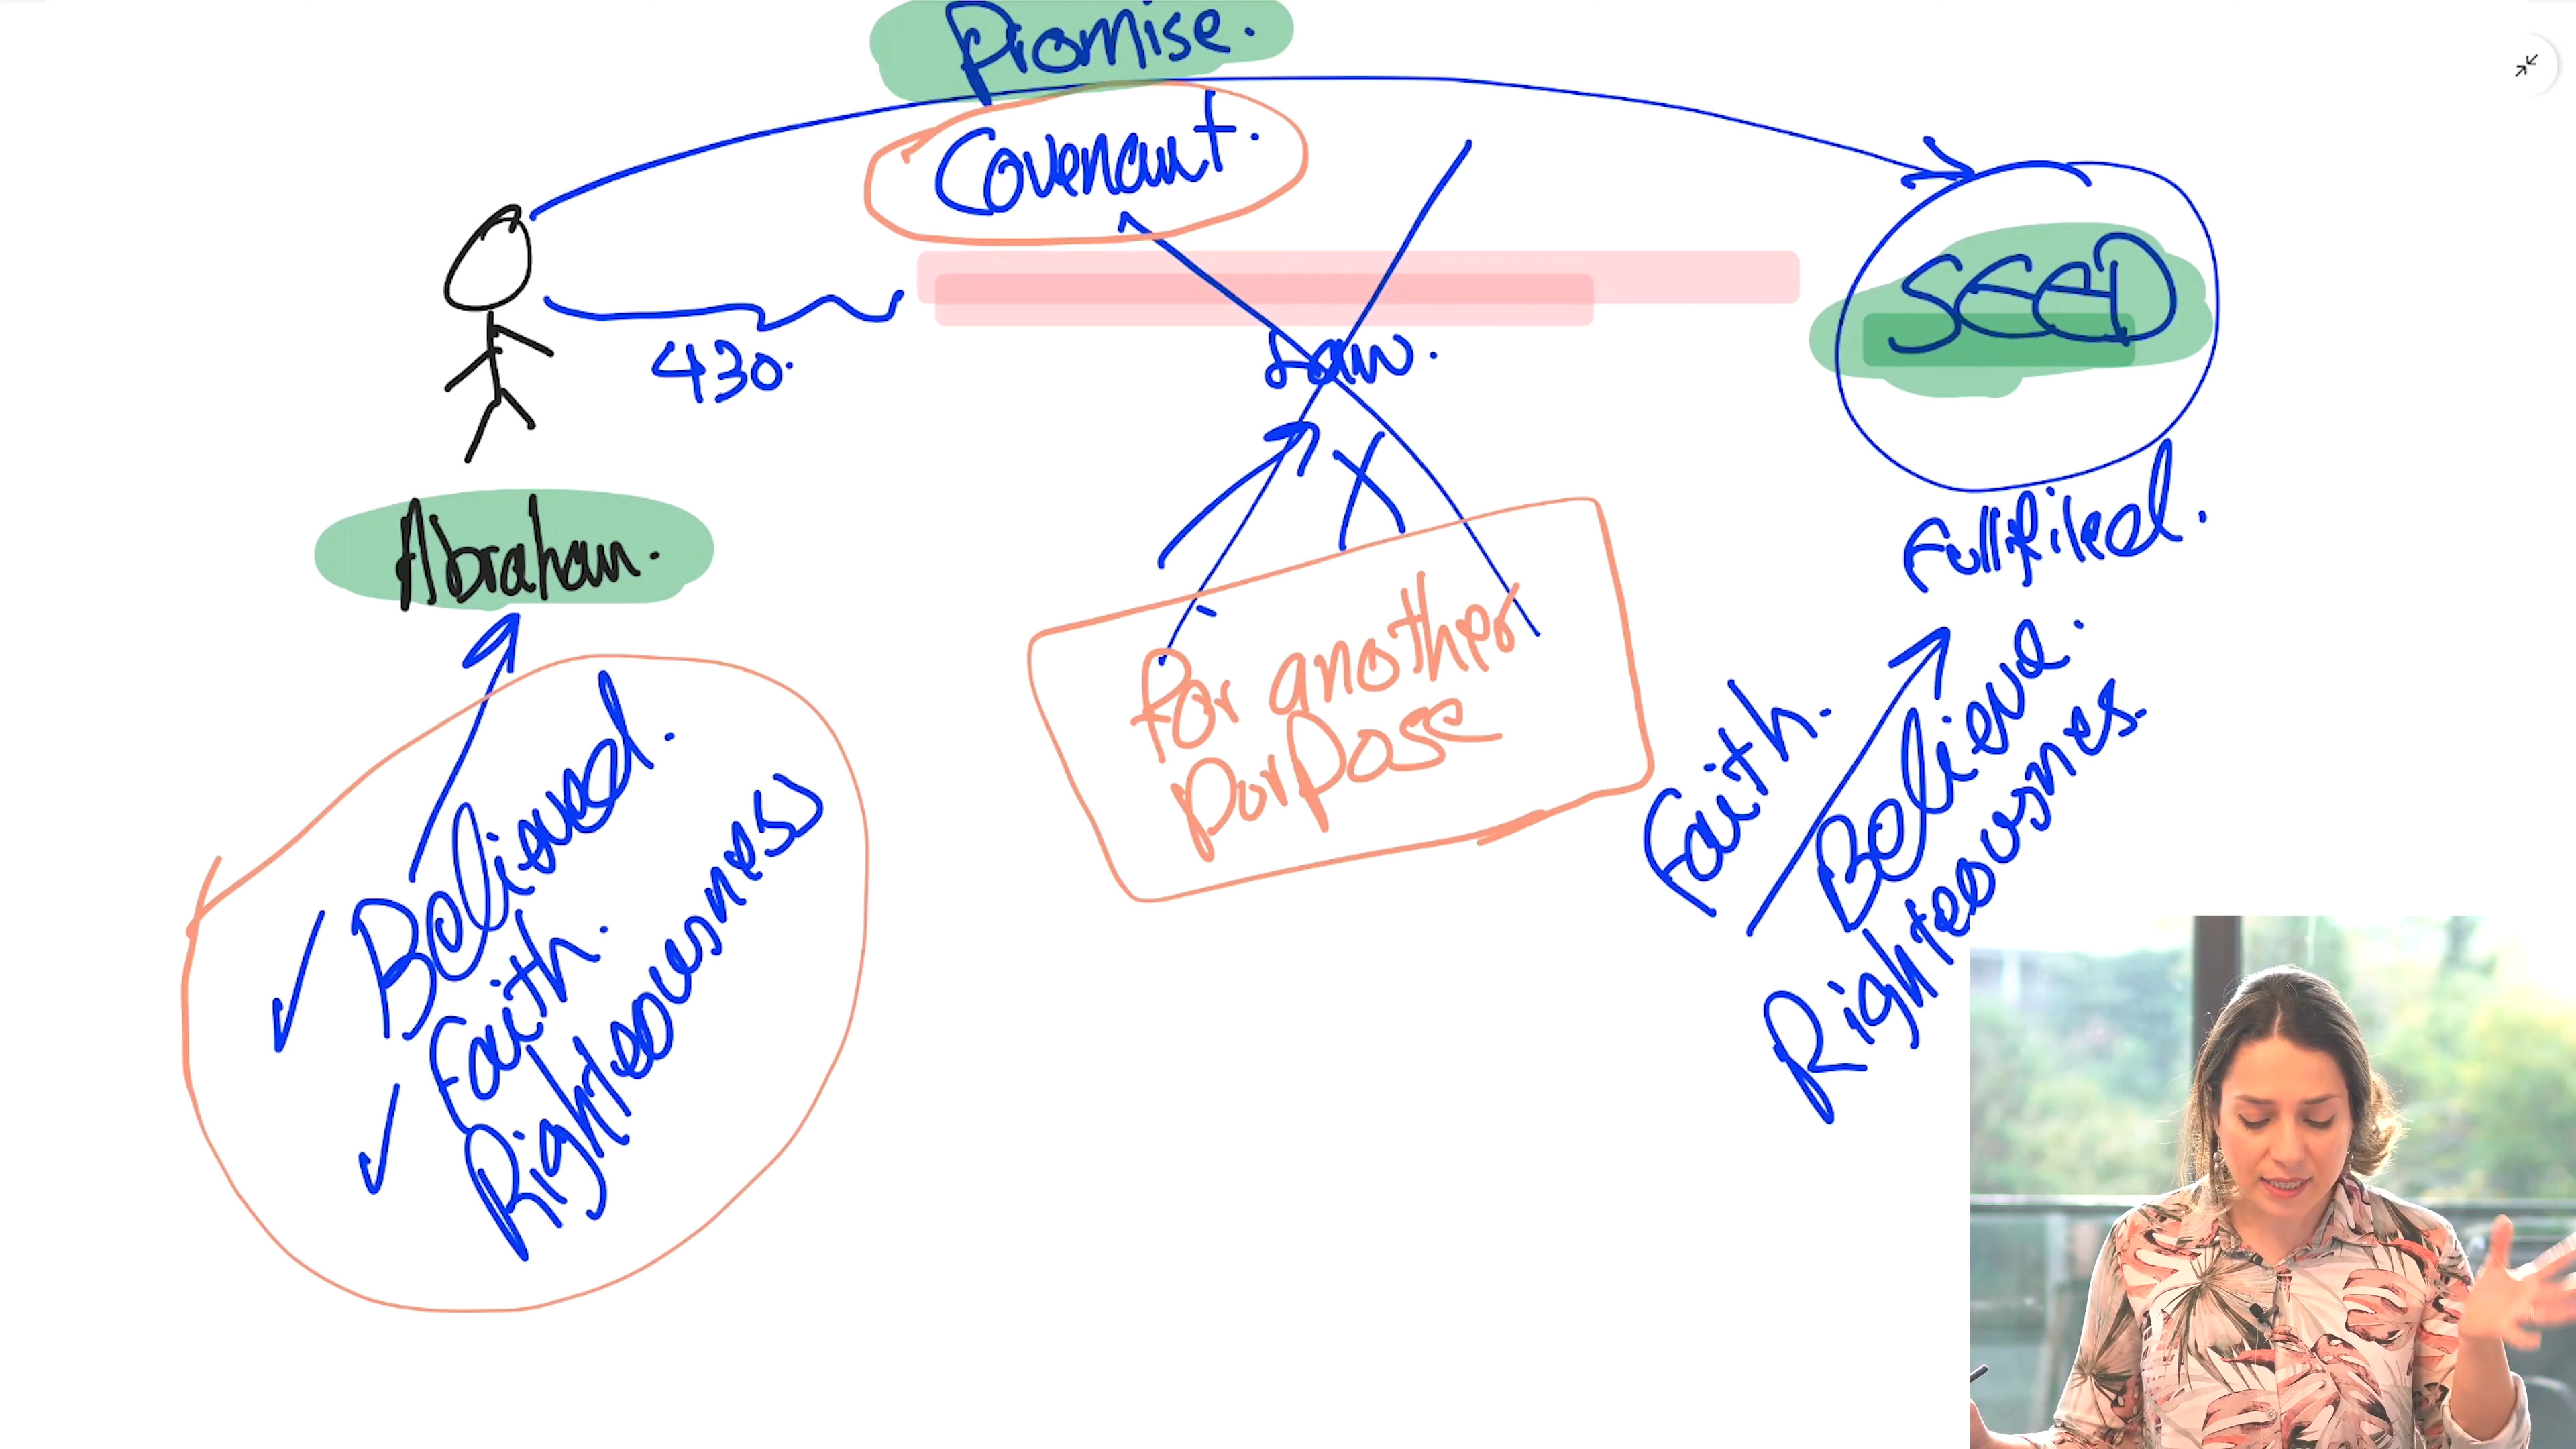 Promise.
Covenant.
430.
Law.
X
SEED
Fullfiled.
Abraham.
Believed.
Faith.
Righteousness
for another
purpose
Faith.
Believe.
Righteousnes.